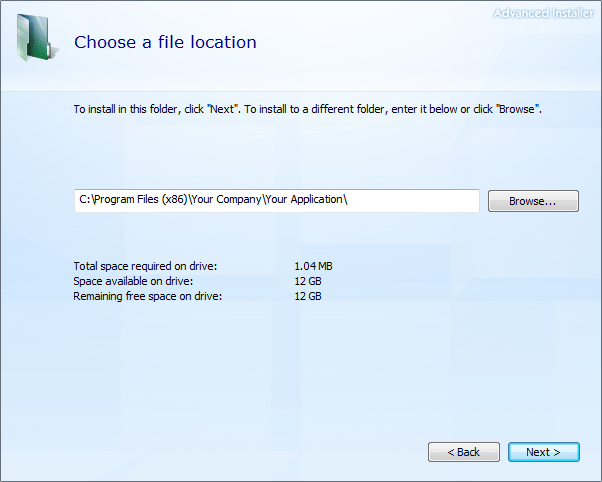 Advanced Installer
Choose a file location
To install in this folder, click "Next". To install to a different folder, enter it below or click "Browse".
C:\Program Files (x86)\Your Company\Your Application\
Browse...
Total space required on drive: 1.04 MB
Space available on drive: 12 GB
Remaining free space on drive: 12 GB
< Back Next >